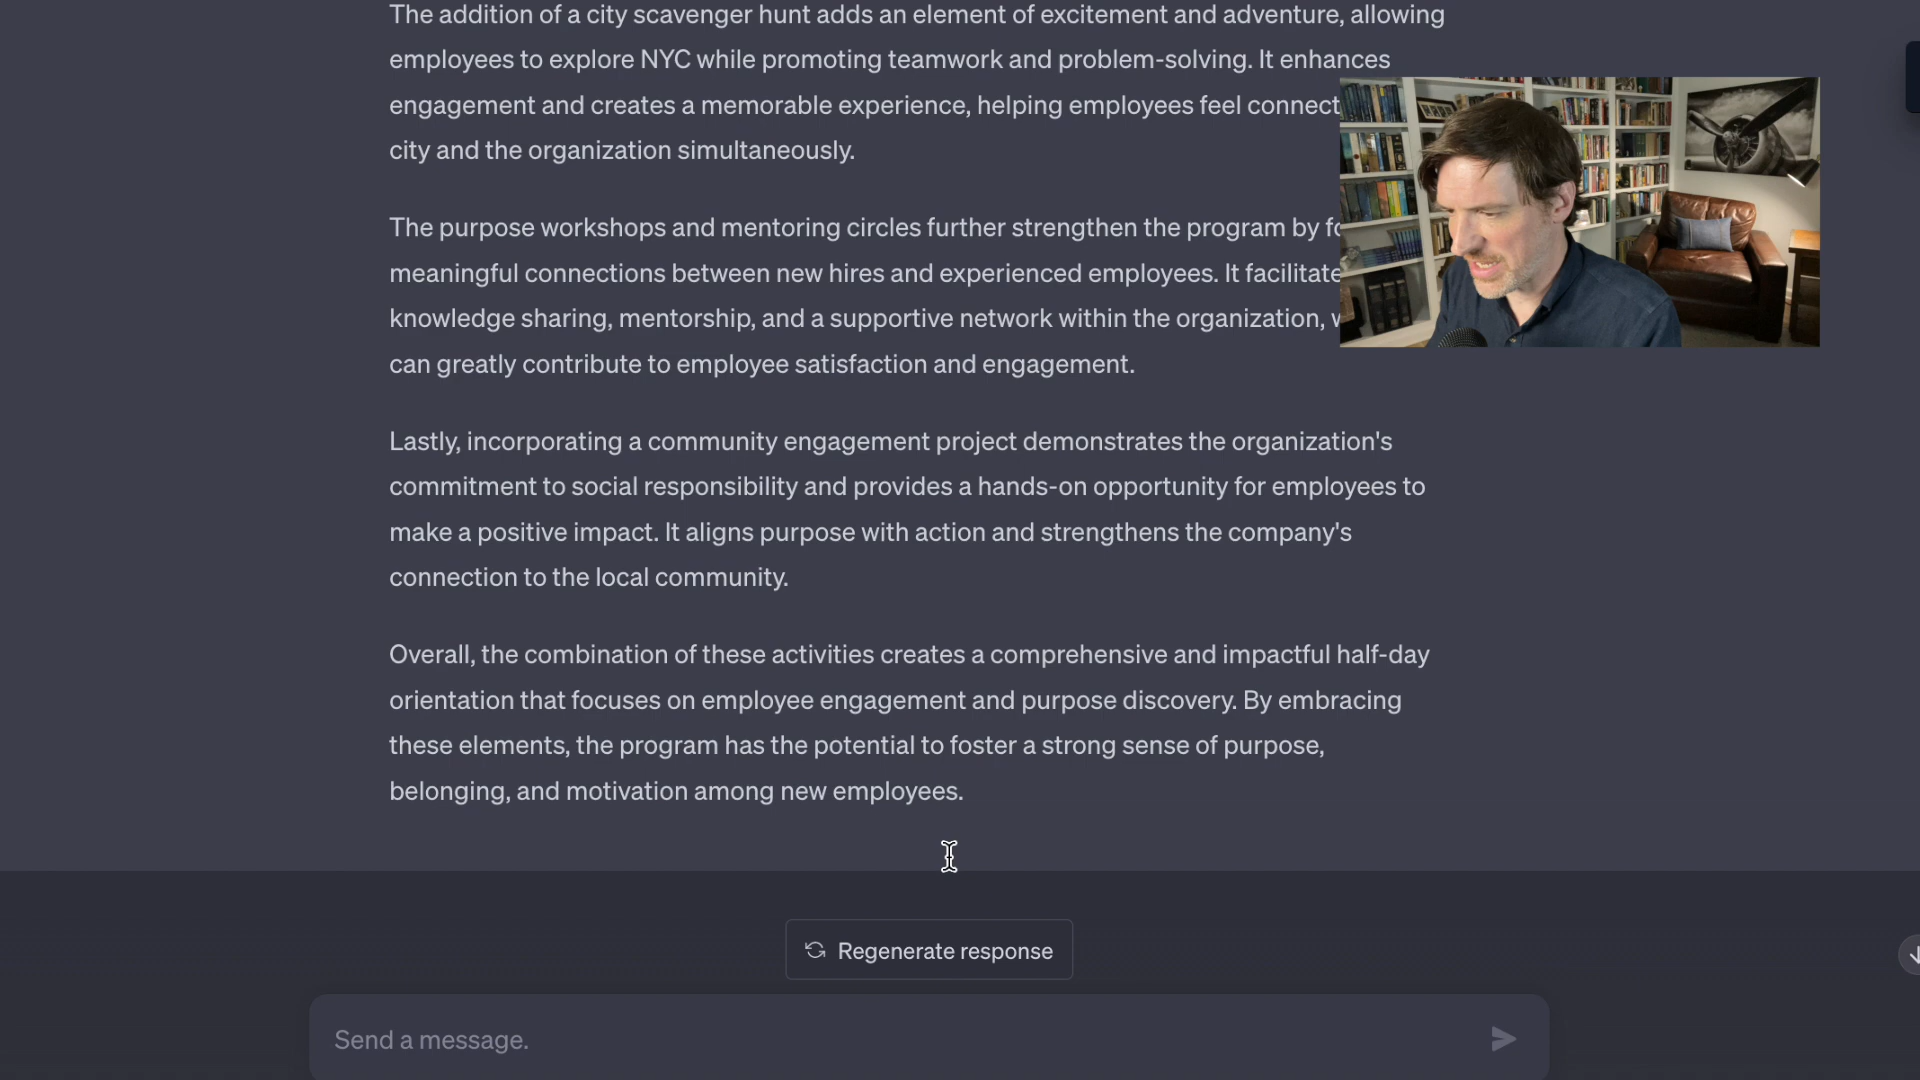 The addition of a city scavenger hunt adds an element of excitement and adventure, allowing
employees to explore NYC while promoting teamwork and problem-solving. It enhances
engagement and creates a memorable experience, helping employees feel
city and the organization simultaneously.
The purpose workshops and mentoring circles further strengthen the program by
meaningful connections between new hires and experienced employees. It
knowledge sharing, mentorship, and a supportive network within the organization,
can greatly contribute to employee satisfaction and engagement.
Lastly, incorporating a community engagement project demonstrates the organization's
commitment to social responsibility and provides a hands-on opportunity for employees to
make a positive impact. It aligns purpose with action and strengthens the company's
connection to the local community.
Overall, the combination of these activities creates a comprehensive and impactful half-day
orientation that focuses on employee engagement and purpose discovery. By embracing
these elements, the program has the potential to foster a strong sense of purpose,
belonging, and motivation among new employees.
Regenerate response
Send a message.